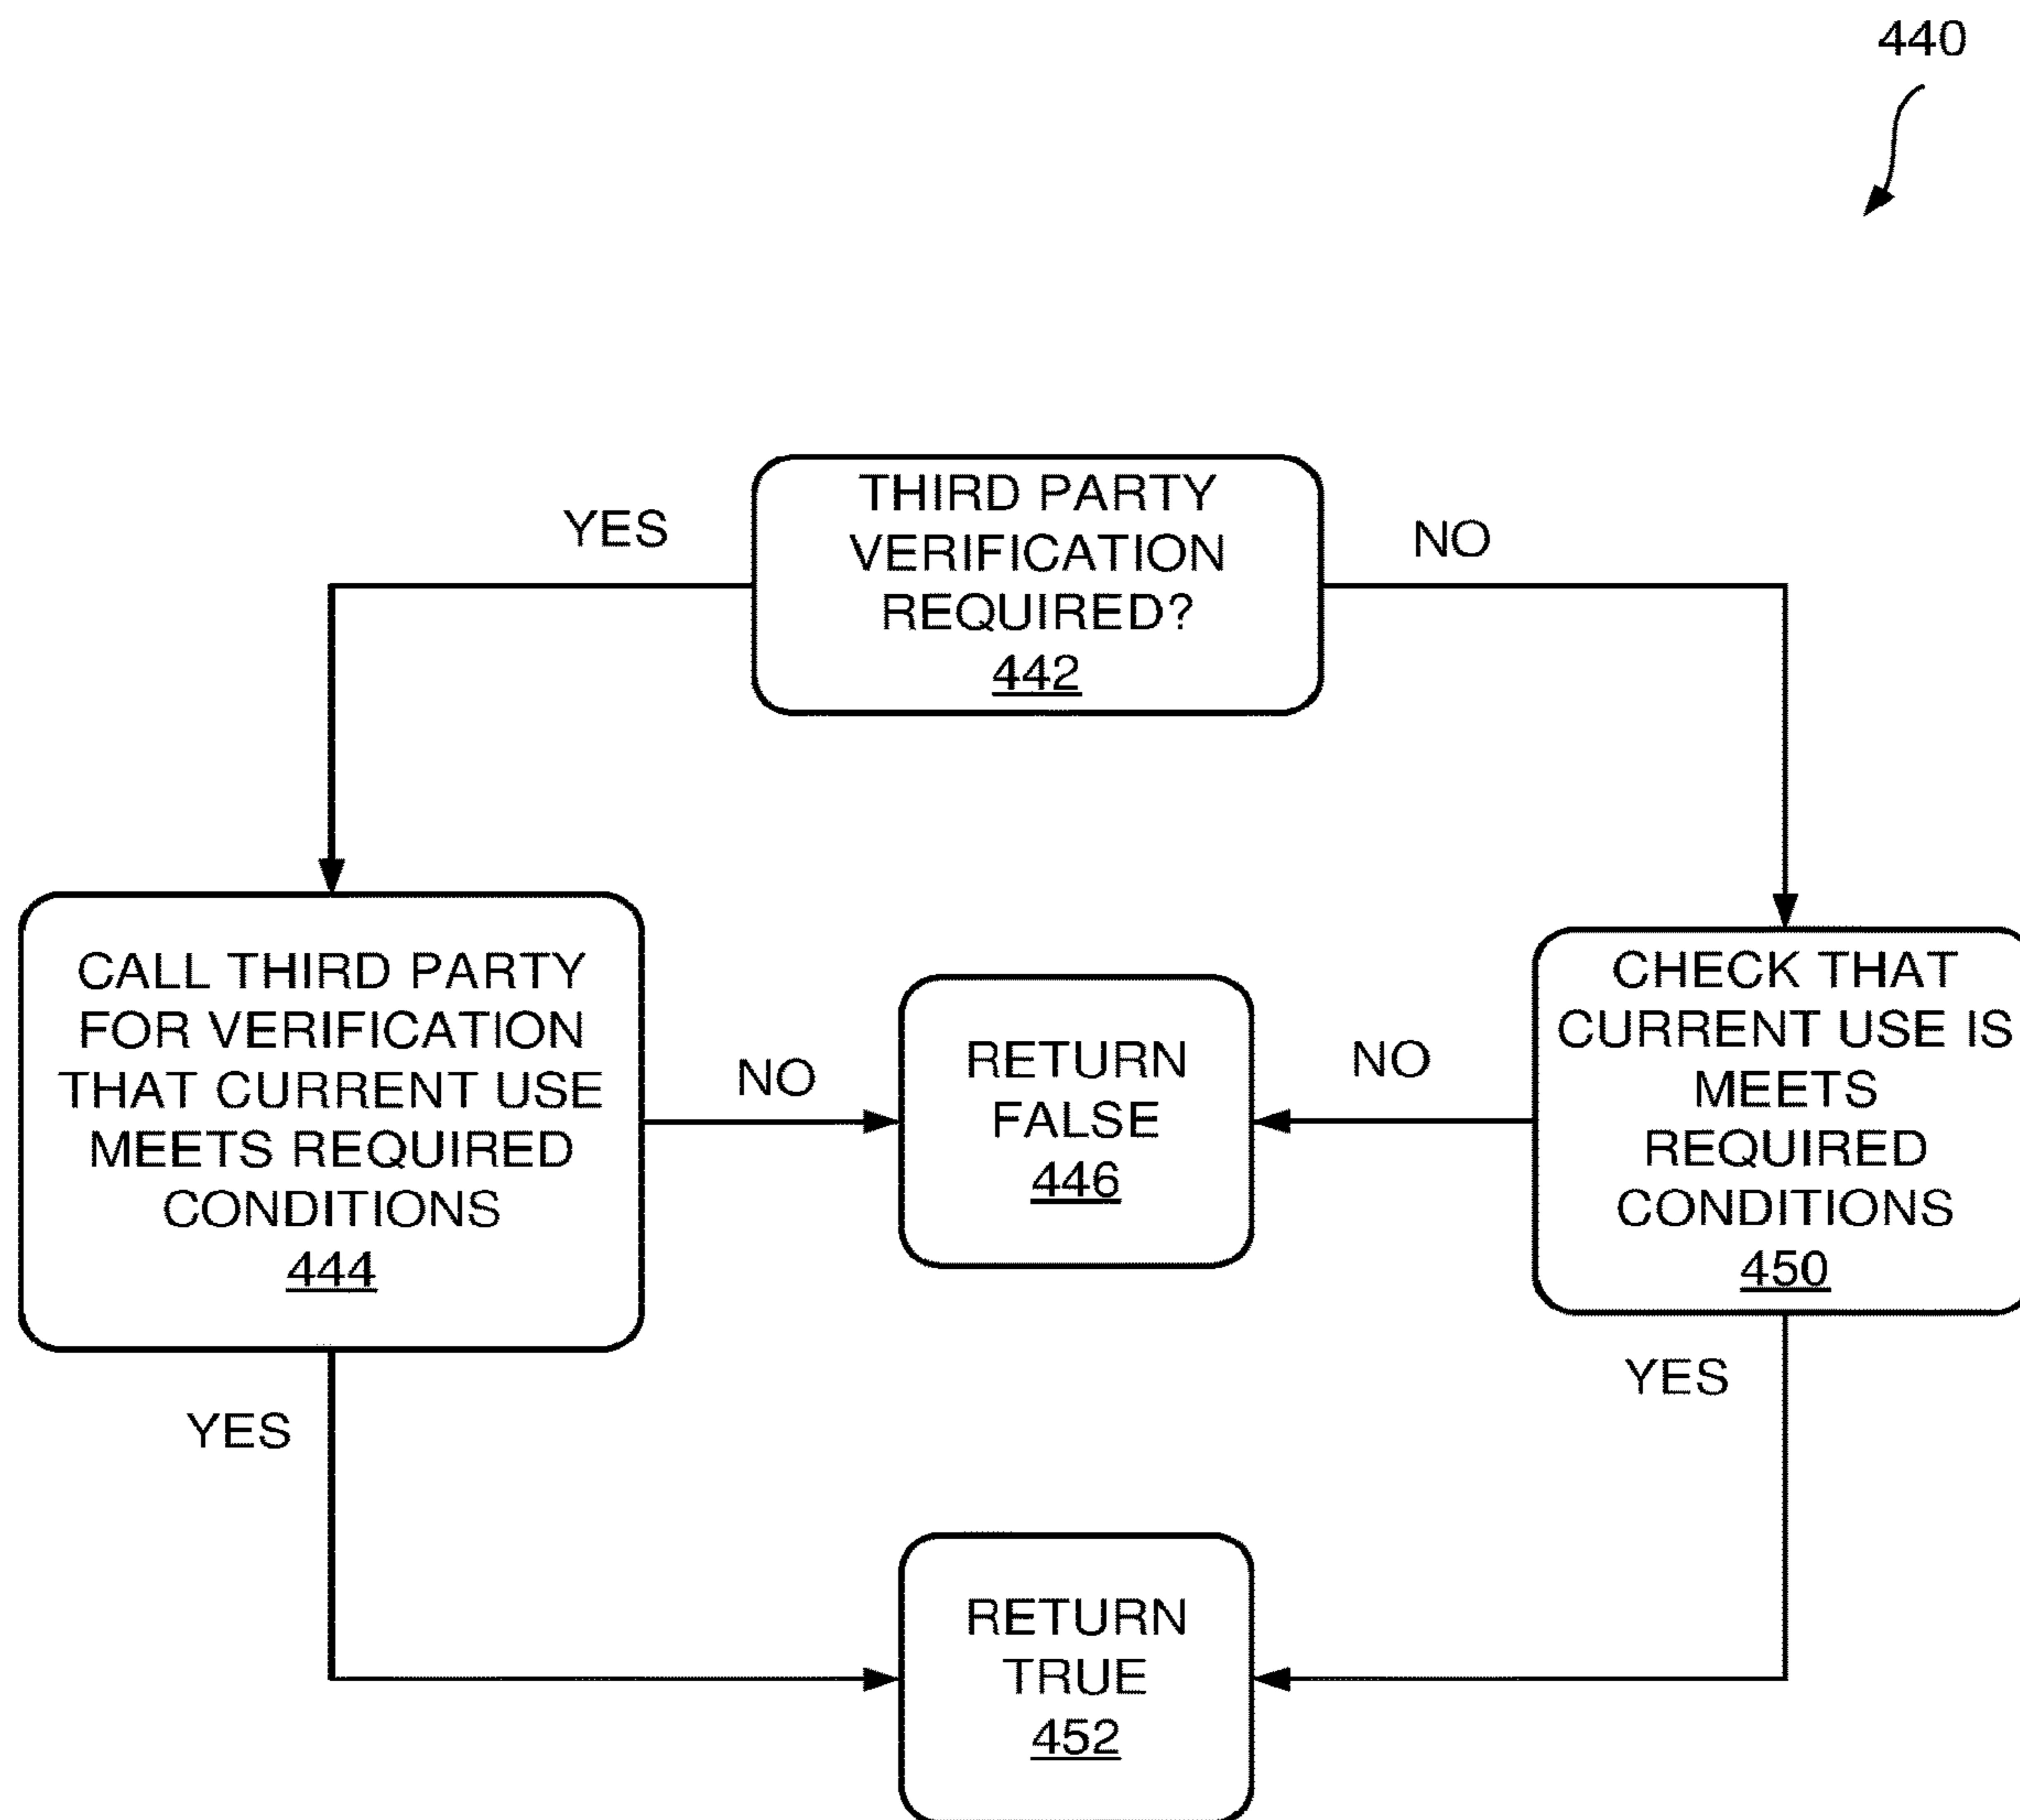 440
THIRD PARTY
VERIFICATION
REQUIRED?
442
YES
NO
CALL THIRD PARTY
FOR VERIFICATION
THAT CURRENT USE
MEETS REQUIRED
CONDITIONS
444
NO
RETURN
FALSE
446
NO
CHECK THAT
CURRENT USE IS
MEETS
REQUIRED
CONDITIONS
450
YES
YES
RETURN
TRUE
452